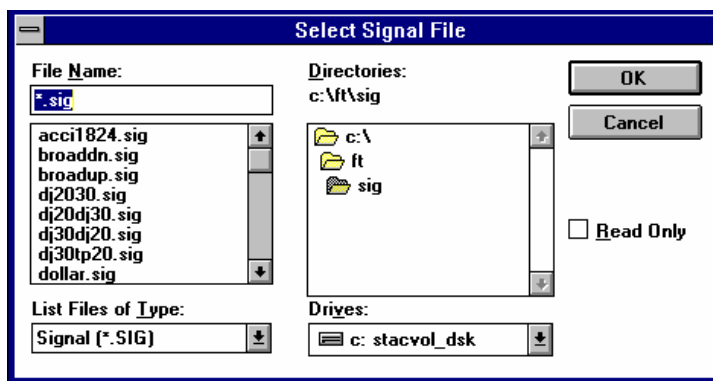 Select Signal File
File Name:
*.sig
acci1824.sig
broaddn.sig
broadup.sig
dj2030.sig
dj20dj30.sig
dj30dj20.sig
dj30tp20.sig
dollar.sig
List Files of Type:
Signal (*.SIG)
Directories:
c:\ft\sig
c:\
ft
sig
Drives:
c: stacvol_dsk
OK
Cancel
Read Only